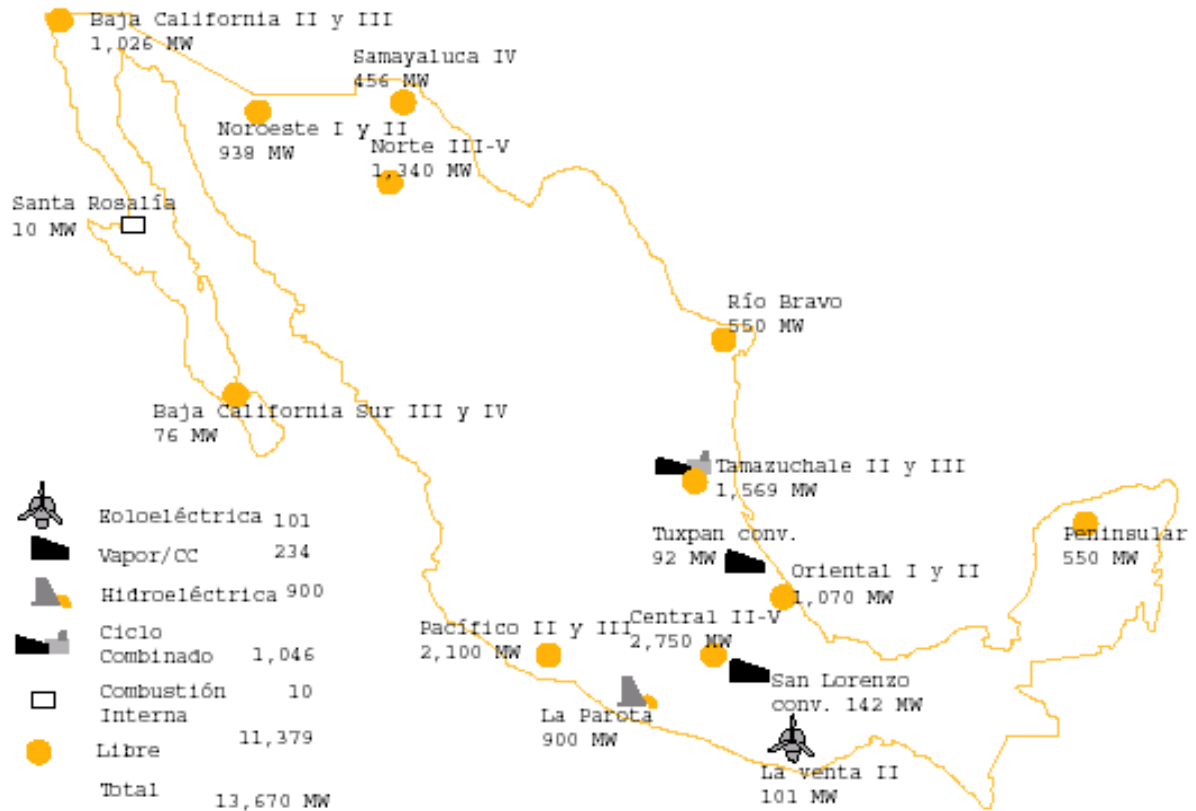 Baja California II y III
1,026 MW
Samayaluca IV
456 MW
Noroeste I y II
938 MW
Norte III-V
1,340 MW
Santa Rosalía
10 MW
Río Bravo
550 MW
Baja California Sur III y IV
76 MW
Tamazuchale II y III
1,569 MW
Tuxpan conv.
92 MW
Peninsular
550 MW
Oriental I y II
1,070 MW
Central II-V
2,750 MW
Pacífico II y III
2,100 MW
San Lorenzo
conv. 142 MW
La Parota
900 MW
La venta II
101 MW
Eoloeléctrica 101
Vapor/CC 234
Hidroeléctrica 900
Ciclo
Combinado 1,046
Combustión 10
Interna
Libre 11,379
Total 13,670 MW